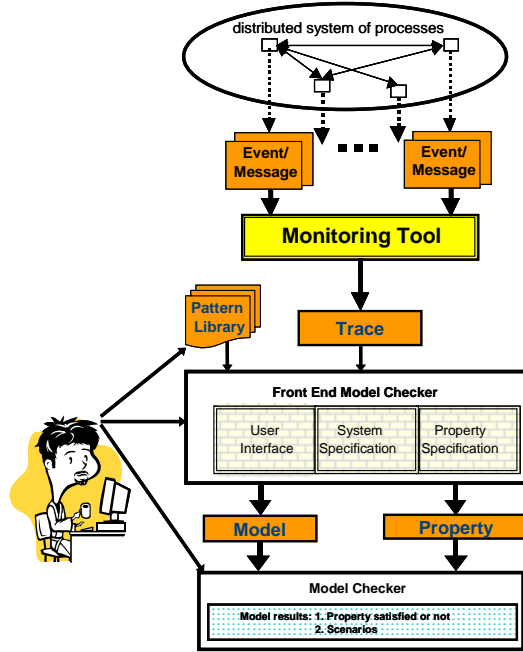 distributed system of processes
Event/
Message
Event/
Message
Monitoring Tool
Pattern
Library
Trace
Front End Model Checker
User
Interface
System
Specification
Property
Specification
Model
Property
Model Checker
Model results: 1. Property satisfied or not
2. Scenarios